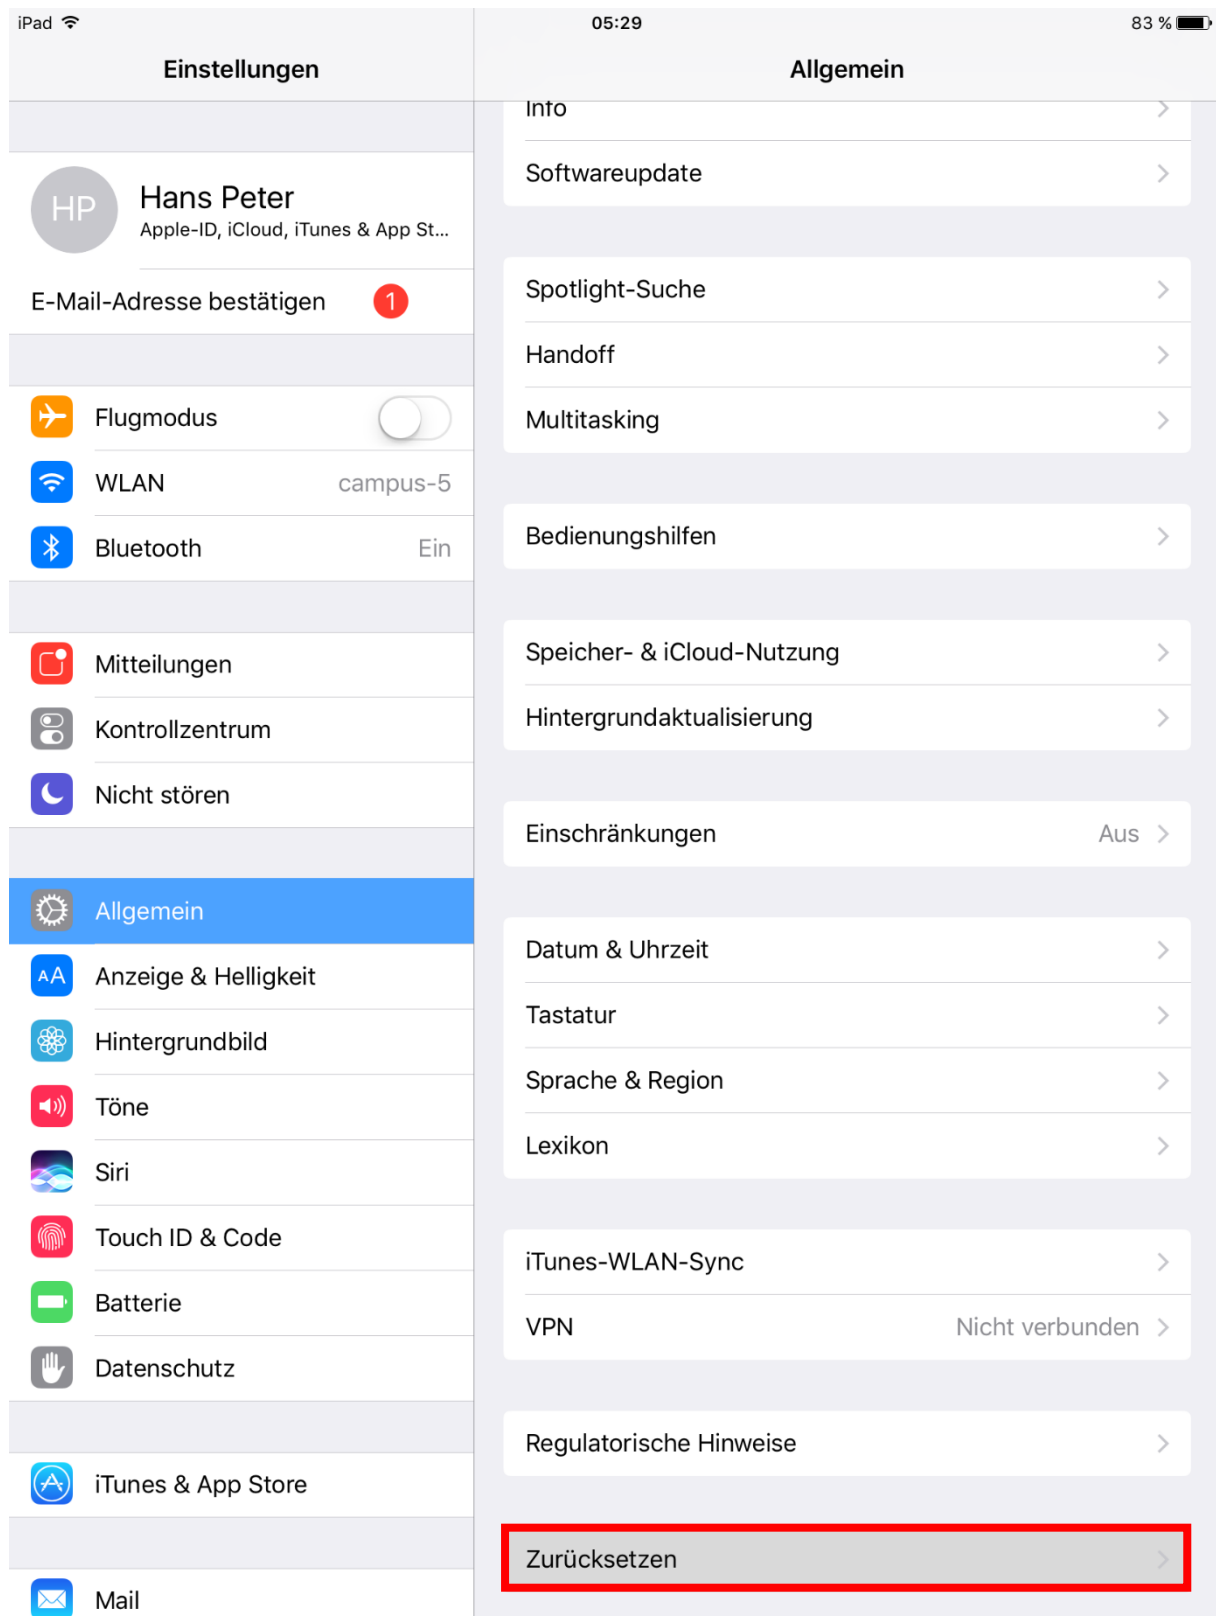 iPad
05:29
83 %
Einstellungen
Allgemein
HP
Hans Peter
Apple-ID, iCloud, iTunes & App St...
E-Mail-Adresse bestätigen
1
Flugmodus
WLAN
campus-5
Bluetooth
Ein
Mitteilungen
Kontrollzentrum
Nicht stören
Allgemein
AA
Anzeige & Helligkeit
Hintergrundbild
Töne
Siri
Touch ID & Code
Batterie
Datenschutz
iTunes & App Store
Mail
Info
Softwareupdate
Spotlight-Suche
Handoff
Multitasking
Bedienungshilfen
Speicher- & iCloud-Nutzung
Hintergrundaktualisierung
Einschränkungen
Aus
Datum & Uhrzeit
Tastatur
Sprache & Region
Lexikon
iTunes-WLAN-Sync
VPN
Nicht verbunden
Regulatorische Hinweise
Zurücksetzen